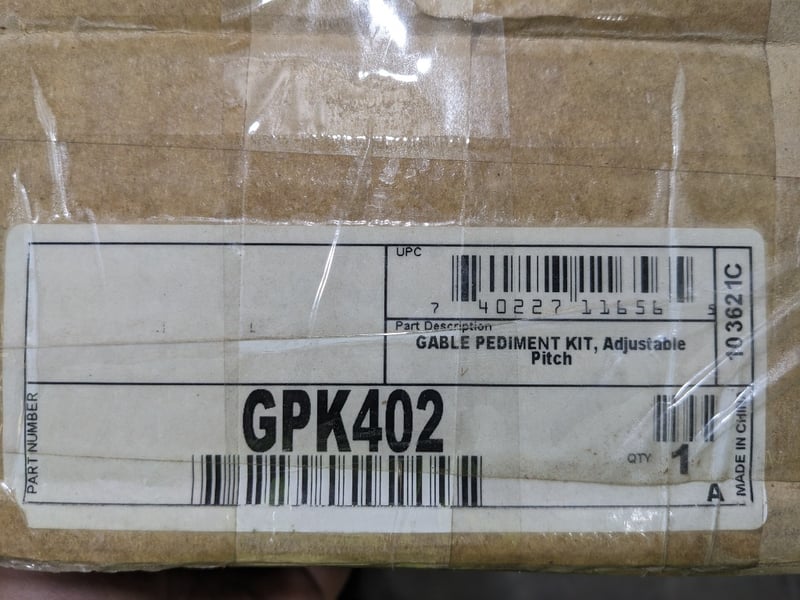 UPC
7 40227 11656 5
Part Description
GABLE PEDIMENT KIT, Adjustable
Pitch
103621C
PART NUMBER
GPK402
QTY 1
A
MADE IN CHINA